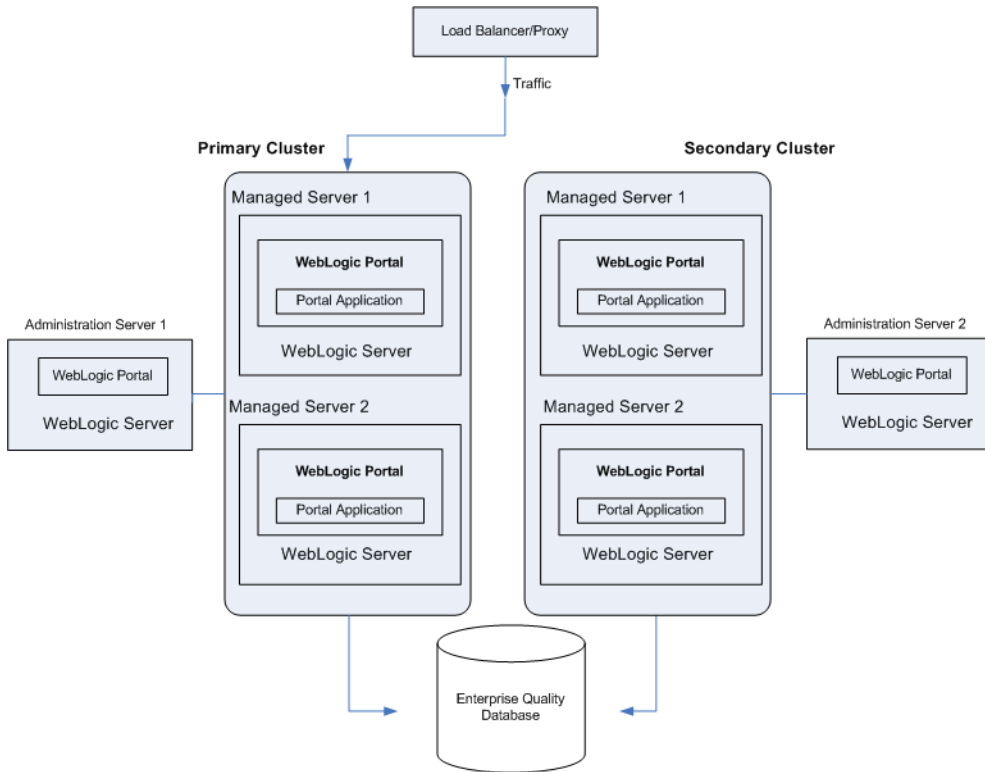 Load Balancer/Proxy
Traffic
Primary Cluster
Secondary Cluster
Managed Server 1
WebLogic Portal
Portal Application
WebLogic Server
Managed Server 2
WebLogic Portal
Portal Application
WebLogic Server
Managed Server 1
WebLogic Portal
Portal Application
WebLogic Server
Managed Server 2
WebLogic Portal
Portal Application
WebLogic Server
Administration Server 1
WebLogic Portal
WebLogic Server
Administration Server 2
WebLogic Portal
WebLogic Server
Enterprise Quality
Database